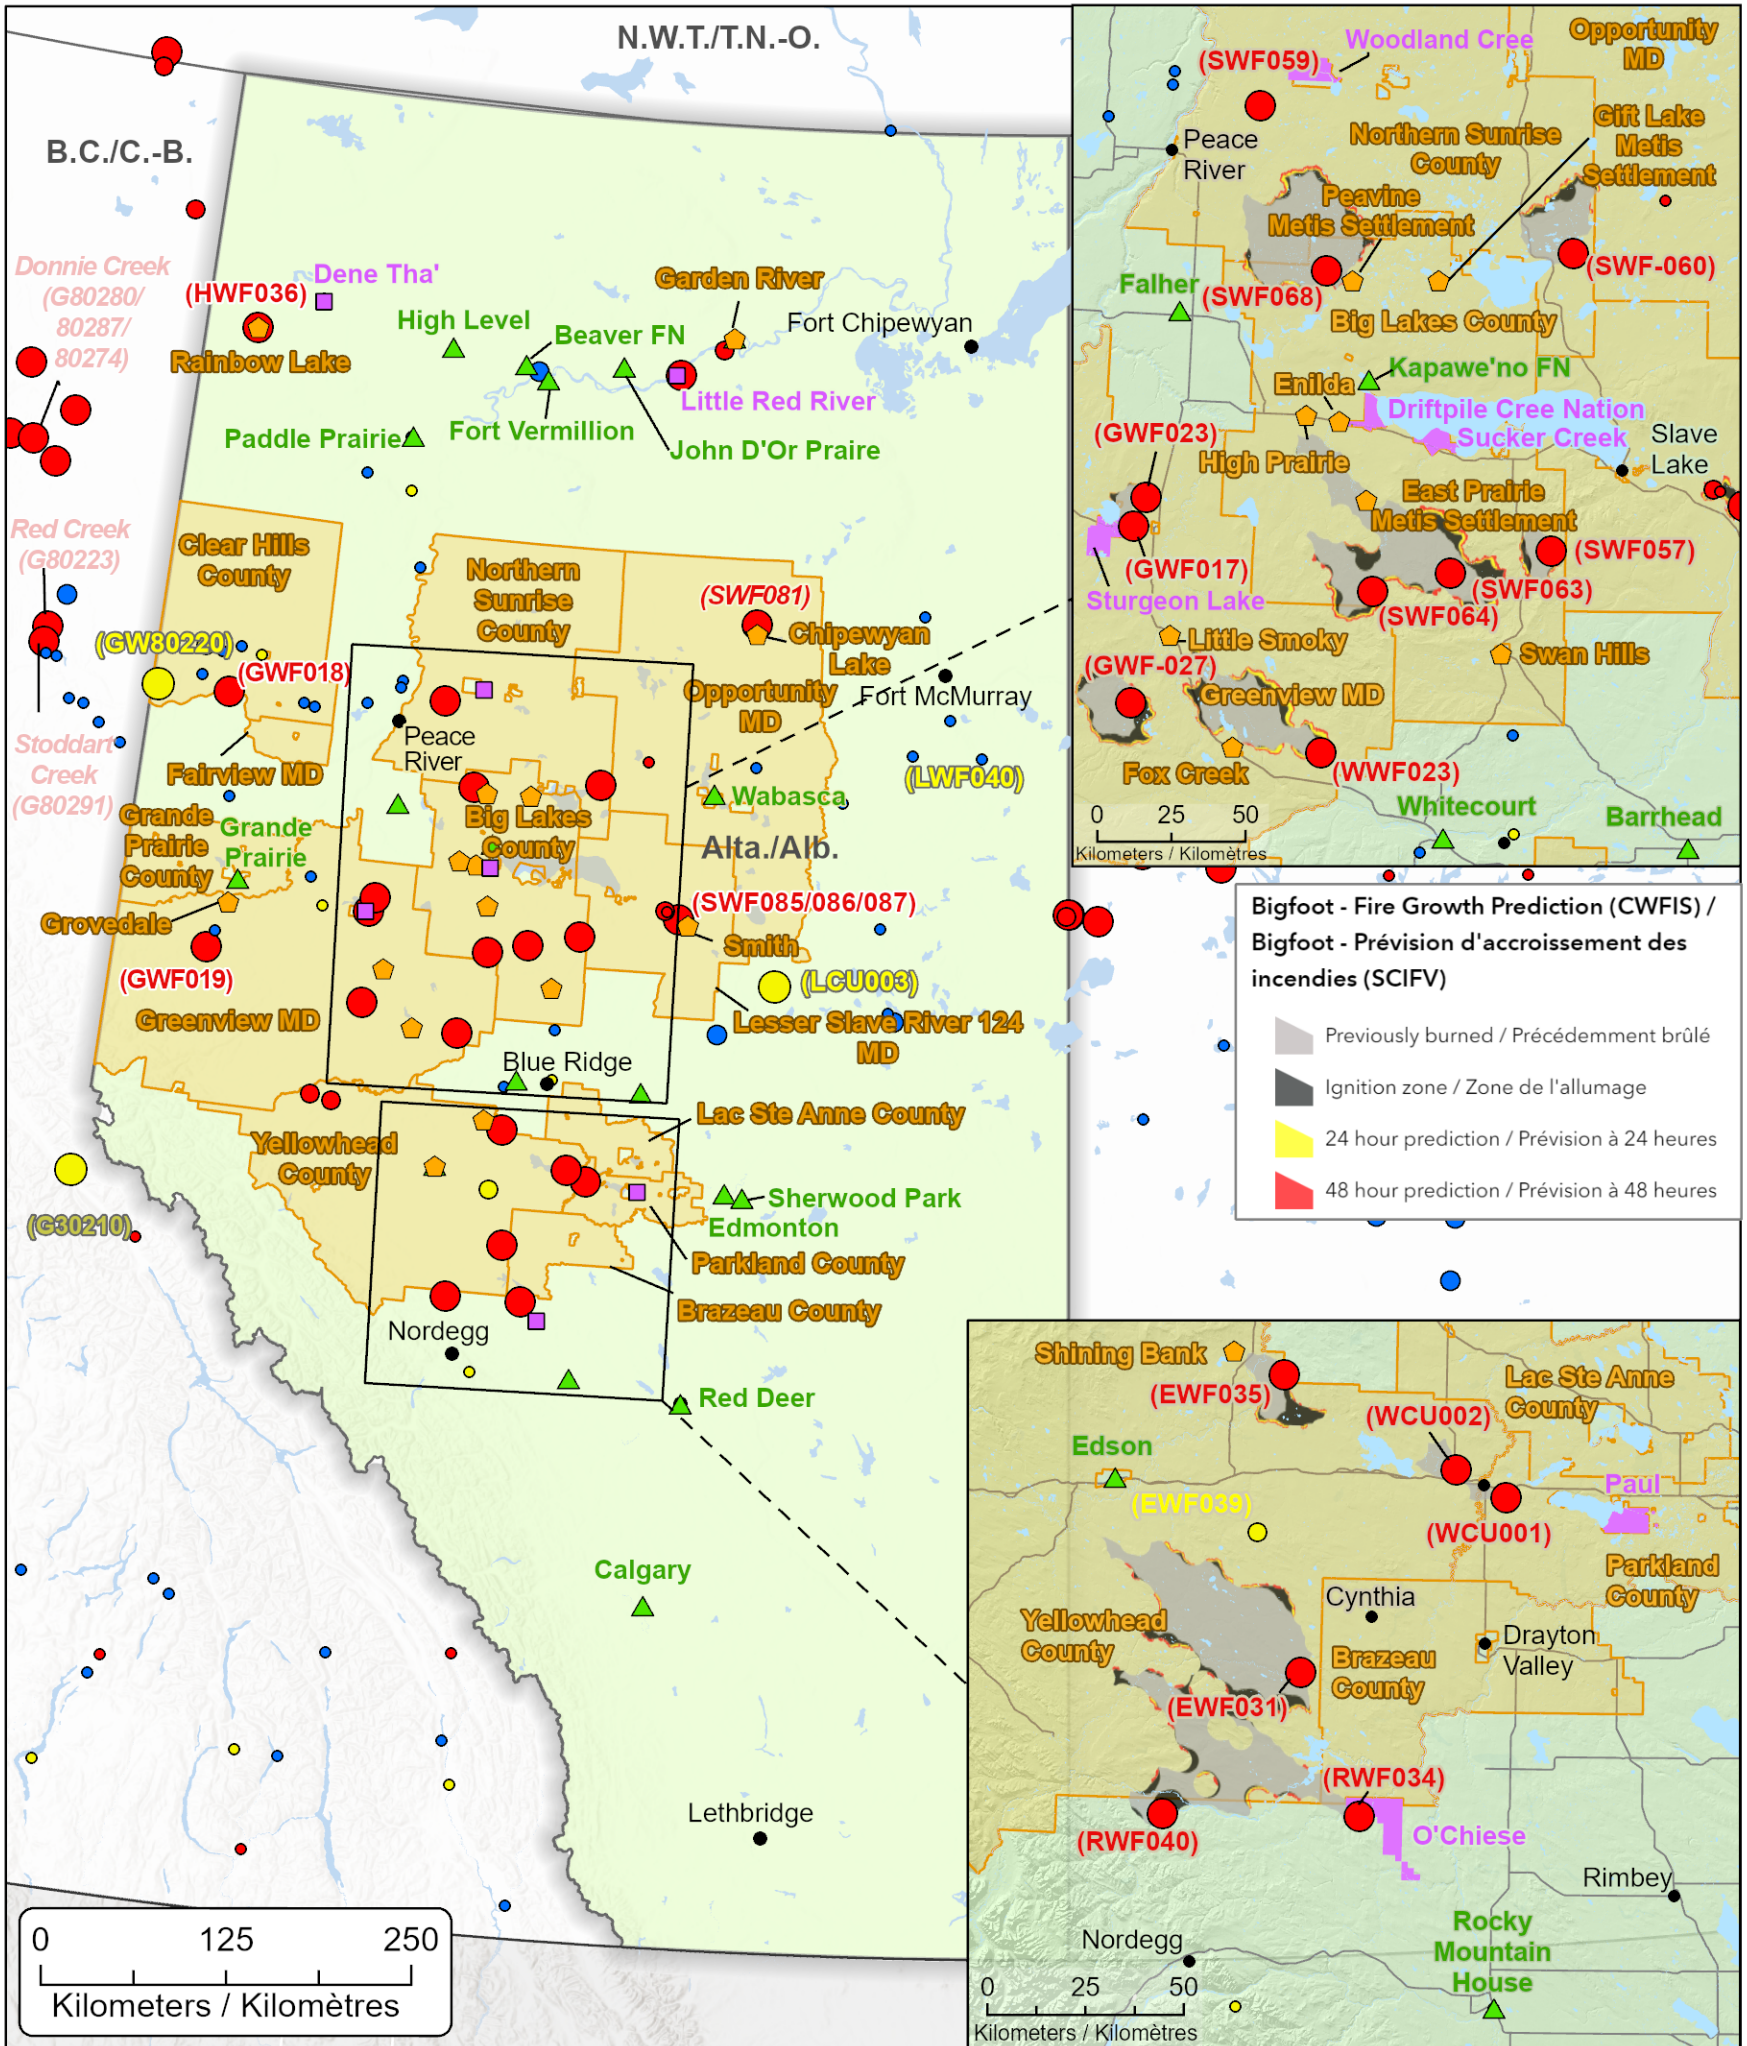 N.W.T./T.N.-O.
B.C./C.-B.
Donnie Creek
(G80280/
80287/
80274)
(HWF036)
Dene Tha'
Rainbow Lake
High Level
Beaver FN
Garden River
Fort Chipewyan
Little Red River
Paddle Prairie
Fort Vermillion
John D'Or Praire
Red Creek
(G80223)
Clear Hills
County
Northern
Sunrise
County
(SWF081)
Chipewyan
Lake
(GW80220)
(GWF018)
Opportunity
MD
Fort McMurray
Peace
River
Stoddart
Creek
(G80291)
Fairview MD
(LWF040)
Wabasca
Grande
Prairie
County
Grande
Prairie
Big Lakes
County
Alta./Alb.
Grovedale
(SWF085/086/087)
Smith
(GWF019)
(LCU003)
Greenview MD
Lesser Slave River 124
MD
Blue Ridge
Lac Ste Anne County
Yellowhead
County
Sherwood Park
Edmonton
(G30210)
Parkland County
Brazeau County
Nordegg
Red Deer
Calgary
Lethbridge
0 125 250
Kilometers / Kilomètres
Woodland Cree
Opportunity
MD
(SWF059)
Gift Lake
Metis
Settlement
Northern Sunrise
County
Peace
River
Peavine
Metis Settlement
(SWF-060)
Falher
(SWF068)
Big Lakes County
Kapawe'no FN
Enilda
Driftpile Cree Nation
Sucker Creek
(GWF023)
Slave
Lake
High Prairie
East Prairie
Metis Settlement
(SWF057)
(GWF017)
(SWF063)
Sturgeon Lake
(SWF064)
Little Smoky
Swan Hills
(GWF-027)
Greenview MD
Fox Creek
(WWF023)
Whitecourt
Barrhead
0 25 50
Kilometers / Kilomètres
Bigfoot - Fire Growth Prediction (CWFIS) /
Bigfoot - Prévision d'accroissement des
incendies (SCIFV)
Previously burned / Précédemment brûlé
Ignition zone / Zone de l'allumage
24 hour prediction / Prévision à 24 heures
48 hour prediction / Prévision à 48 heures
Shining Bank
(EWF035)
Lac Ste Anne
County
(WCU002)
Edson
(EWF039)
Paul
(WCU001)
Parkland
County
Cynthia
Yellowhead
County
Drayton
Valley
Brazeau
County
(EWF031)
(RWF034)
(RWF040)
O'Chiese
Rimbey
Rocky
Mountain
House
Nordegg
0 25 50
Kilometers / Kilomètres